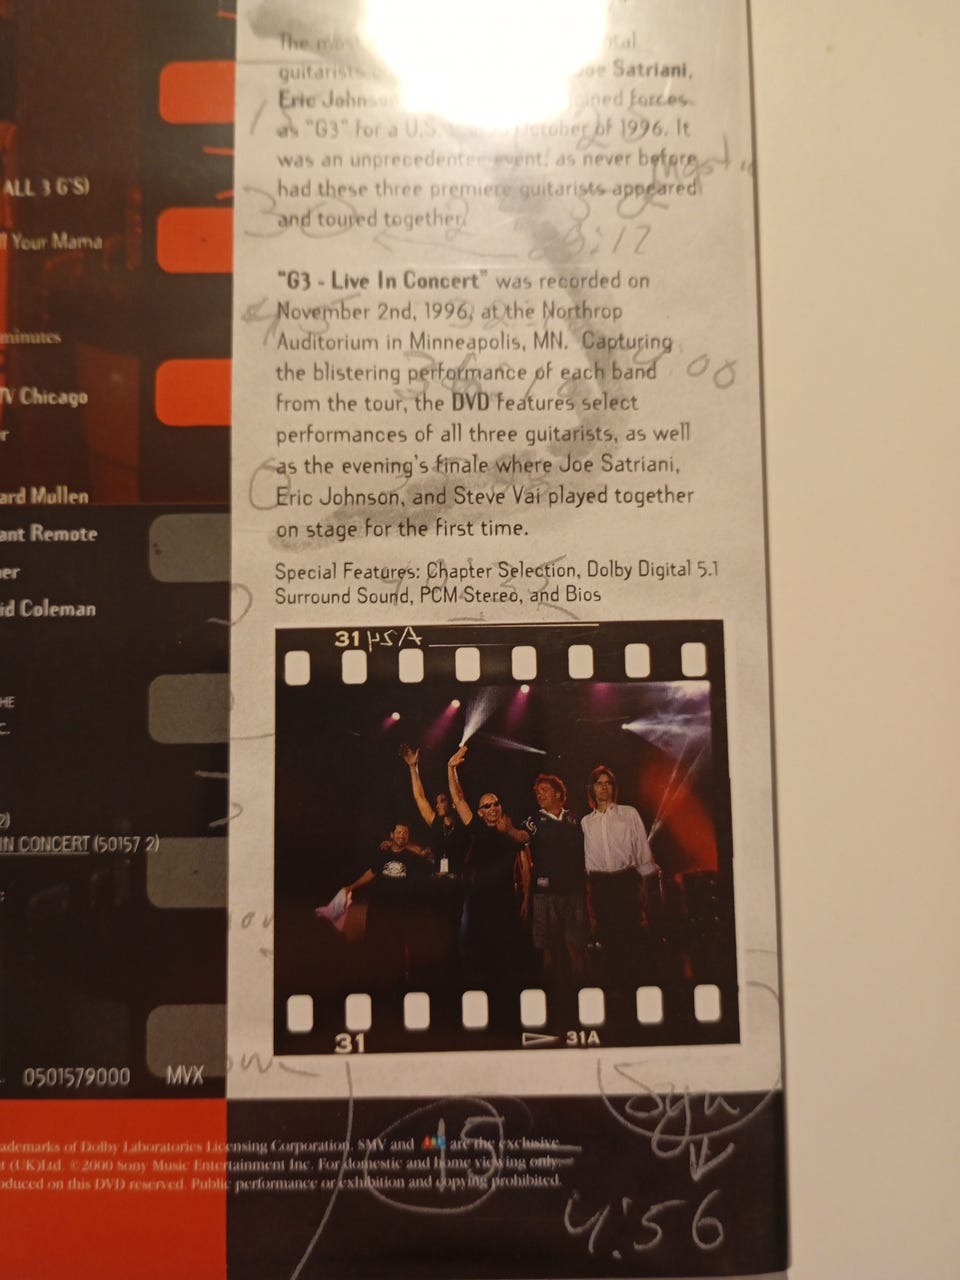 ALL 3 G'S)
Your Mama
minutes
TV Chicago
ard Mullen
ant Remote
er
id Coleman
HE
C.
2)
IN CONCERT (50157 2)
0501579000 MVX
The
guitarists Joe Satriani,
Eric Johnson joined forces
as "G3" for a U.S. October of 1996. It
was an unprecedented event, as never before
had these three premiere guitarists appeared
and toured together.
"G3 - Live In Concert" was recorded on
November 2nd, 1996, at the Northrop
Auditorium in Minneapolis, MN. Capturing
the blistering performance of each band
from the tour, the DVD features select
performances of all three guitarists, as well
as the evening's finale where Joe Satriani,
Eric Johnson, and Steve Vai played together
on stage for the first time.
Special Features: Chapter Selection, Dolby Digital 5.1
Surround Sound, PCM Stereo, and Bios
31
31 31A
ademarks of Dolby Laboratories Licensing Corporation. SMV and are the exclusive
t (UK)Ltd. ©2000 Sony Music Entertainment Inc. For domestic and home viewing only.
oduced on this DVD reserved. Public performance or exhibition and copying prohibited.
15
4:56